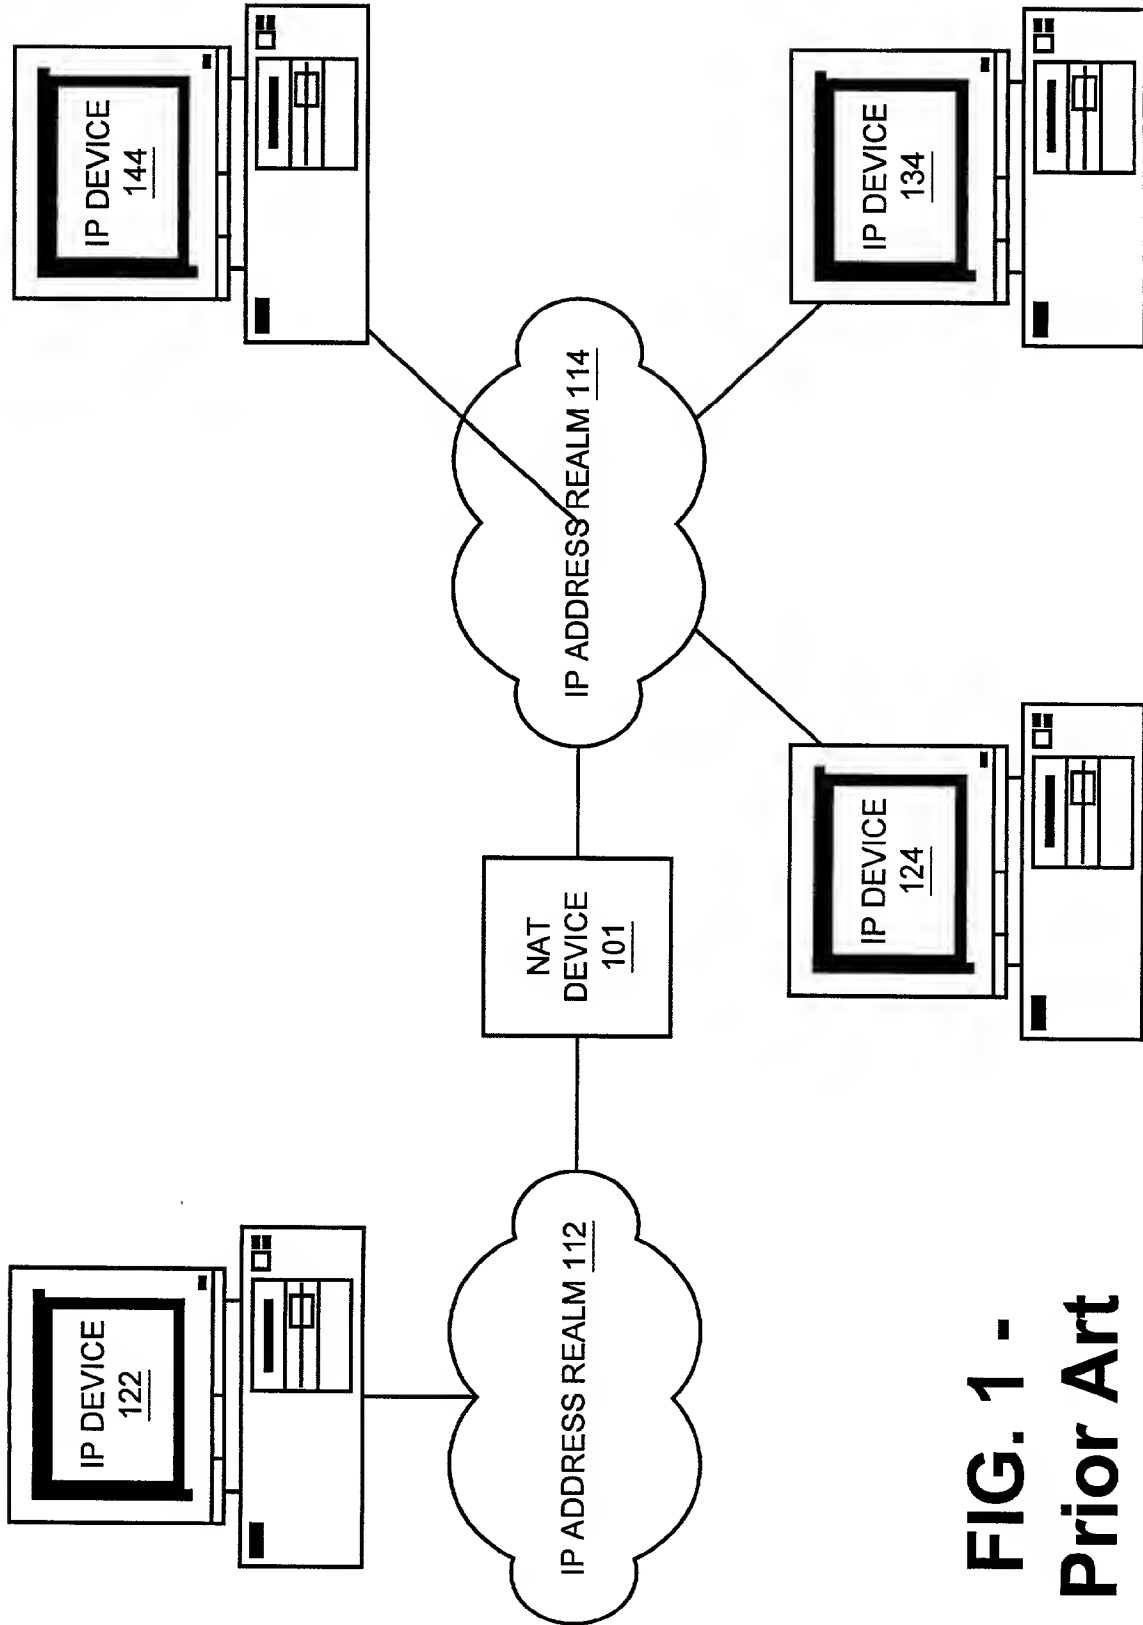 IP DEVICE
122
IP DEVICE
144
IP ADDRESS REALM 112
NAT
DEVICE
101
IP ADDRESS REALM 114
IP DEVICE
124
IP DEVICE
134
FIG. 1 -
Prior Art